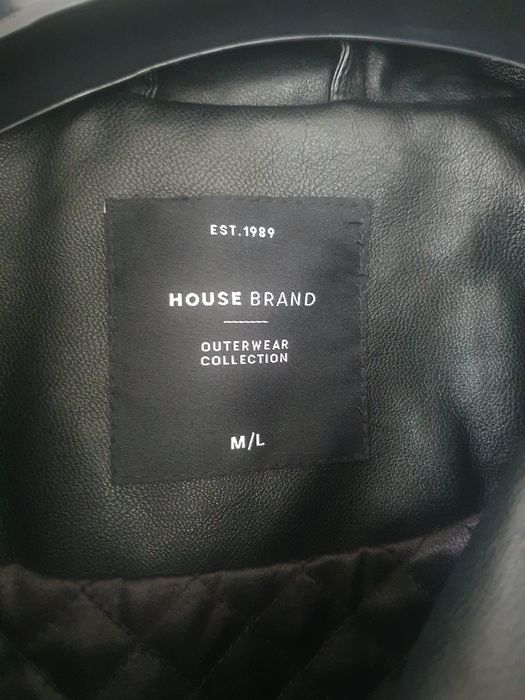 EST.1989
HOUSE BRAND
OUTERWEAR
COLLECTION
M/L